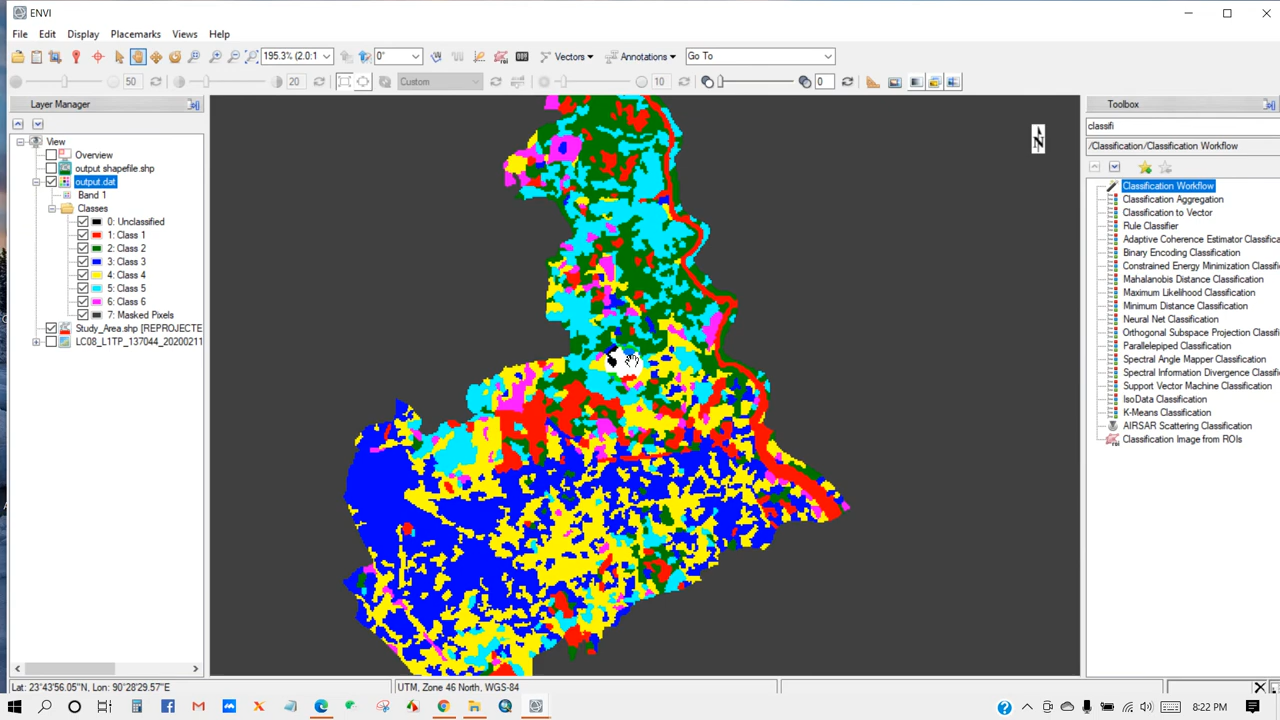 ENVI
File Edit Display Placemarks Views Help
195.3% (2.0:1 0° Vectors Annotations Go To
50 20 Custom 10 0
Layer Manager
View
Overview
output shapefile.shp
output.dat
Band 1
Classes
0: Unclassified
1: Class 1
2: Class 2
3: Class 3
4: Class 4
5: Class 5
6: Class 6
7: Masked Pixels
Study_Area.shp [REPROJECTE
LC08_L1TP_137044_20200211
N
Toolbox
classifi
/Classification/Classification Workflow
Classification Workflow
Classification Aggregation
Classification to Vector
Rule Classifier
Adaptive Coherence Estimator Classifica
Binary Encoding Classification
Constrained Energy Minimization Classifi
Mahalanobis Distance Classification
Maximum Likelihood Classification
Minimum Distance Classification
Neural Net Classification
Orthogonal Subspace Projection Classifi
Parallelepiped Classification
Spectral Angle Mapper Classification
Spectral Information Divergence Classific
Support Vector Machine Classification
IsoData Classification
K-Means Classification
AIRSAR Scattering Classification
Classification Image from ROIs
Lat: 23°43'56.05"N, Lon: 90°28'29.57"E UTM, Zone 46 North, WGS-84
8:22 PM